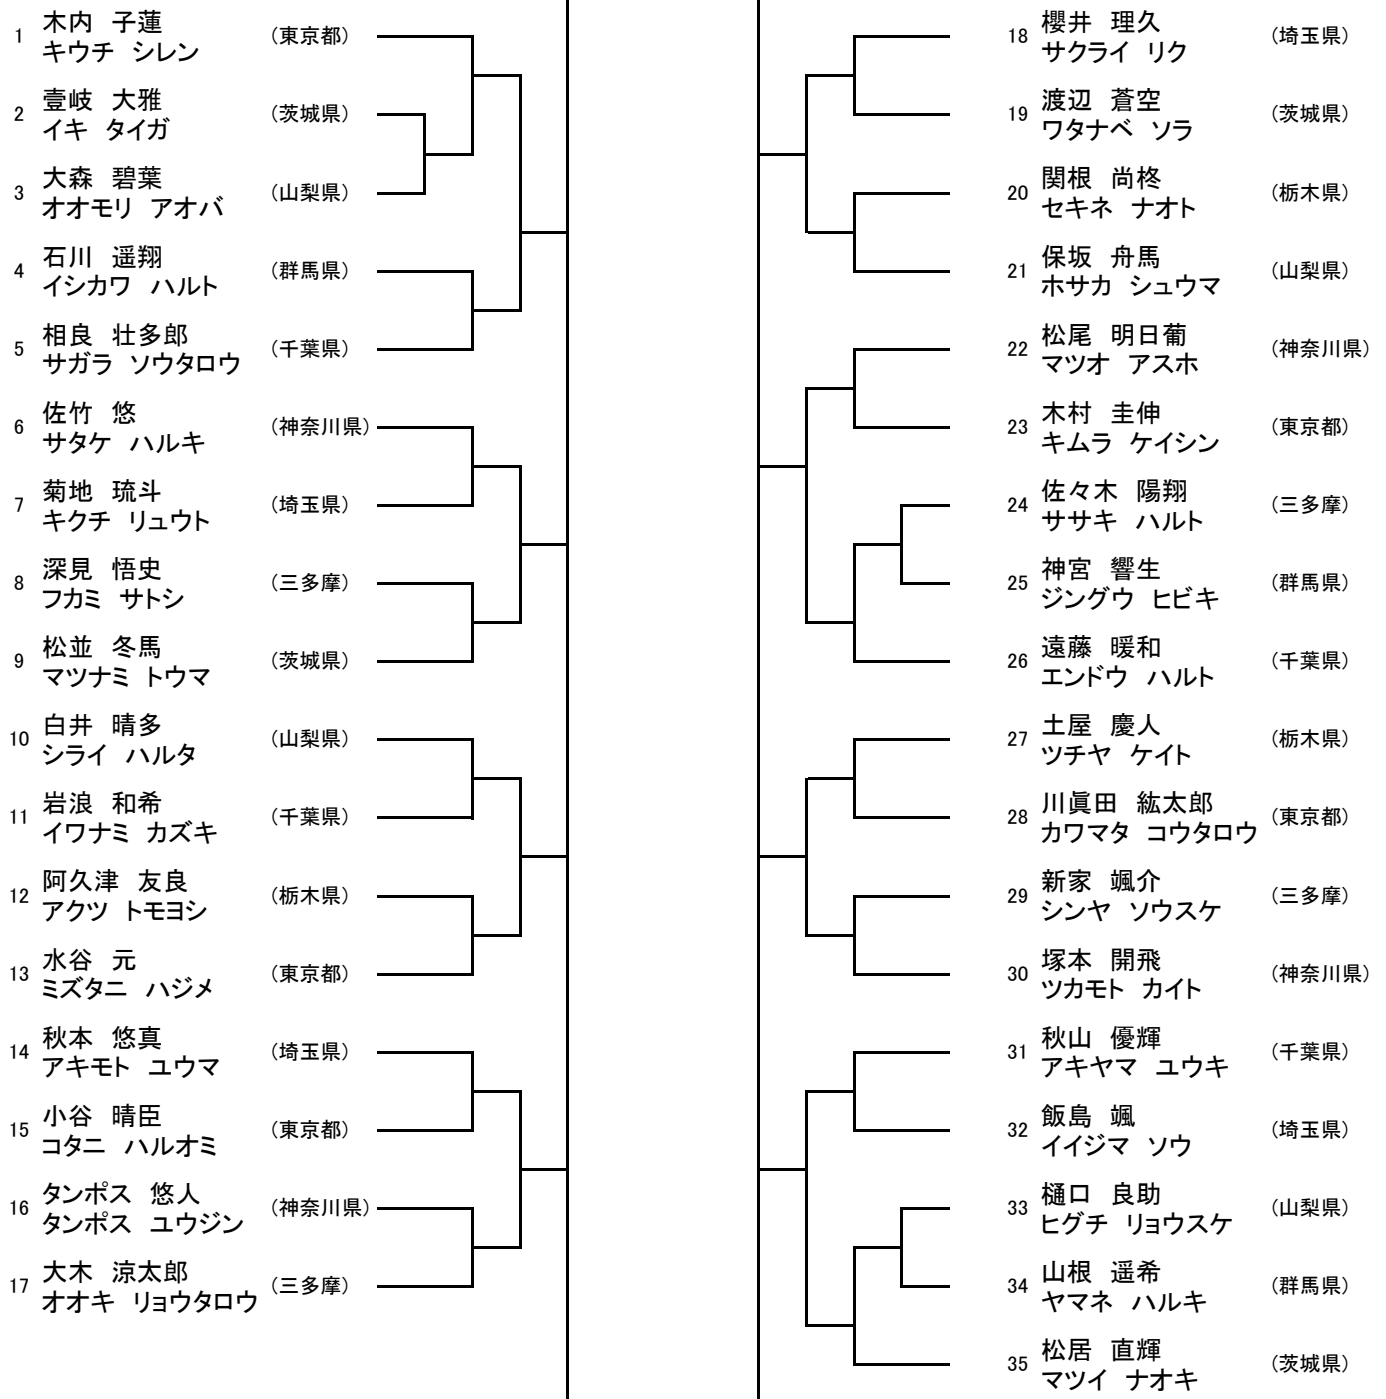 木内 子蓮
1 (東京都)
キウチ シレン
壹岐 大雅
2 (茨城県)
イキ タイガ
大森 碧葉
3 (山梨県)
オオモリ アオバ
石川 遥翔
4 (群馬県)
イシカワ ハルト
相良 壮多郎
5 (千葉県)
サガラ ソウタロウ
佐竹 悠
6 (神奈川県)
サタケ ハルキ
菊地 琉斗
7 (埼玉県)
キクチ リュウト
深見 悟史
8 (三多摩)
フカミ サトシ
松並 冬馬
9 (茨城県)
マツナミ トウマ
白井 晴多
10 (山梨県)
シライ ハルタ
岩浪 和希
11 (千葉県)
イワナミ カズキ
阿久津 友良
12 (栃木県)
アクツ トモヨシ
水谷 元
13 (東京都)
ミズタニ ハジメ
秋本 悠真
14 (埼玉県)
アキモト ユウマ
小谷 晴臣
15 (東京都)
コタニ ハルオミ
タンポス 悠人
16 (神奈川県)
タンポス ユウジン
大木 涼太郎
17 (三多摩)
オオキ リョウタロウ
櫻井 理久
18 (埼玉県)
サクライ リク
渡辺 蒼空
19 (茨城県)
ワタナベ ソラ
関根 尚柊
20 (栃木県)
セキネ ナオト
保坂 舟馬
21 (山梨県)
ホサカ シュウマ
松尾 明日葡
22 (神奈川県)
マツオ アスホ
木村 圭伸
23 (東京都)
キムラ ケイシン
佐々木 陽翔
24 (三多摩)
ササキ ハルト
神宮 響生
25 (群馬県)
ジングウ ヒビキ
遠藤 暖和
26 (千葉県)
エンドウ ハルト
土屋 慶人
27 (栃木県)
ツチヤ ケイト
川眞田 紘太郎
28 (東京都)
カワマタ コウタロウ
新家 颯介
29 (三多摩)
シンヤ ソウスケ
塚本 開飛
30 (神奈川県)
ツカモト カイト
秋山 優輝
31 (千葉県)
アキヤマ ユウキ
飯島 颯
32 (埼玉県)
イイジマ ソウ
樋口 良助
33 (山梨県)
ヒグチ リョウスケ
山根 遥希
34 (群馬県)
ヤマネ ハルキ
松居 直輝
35 (茨城県)
マツイ ナオキ